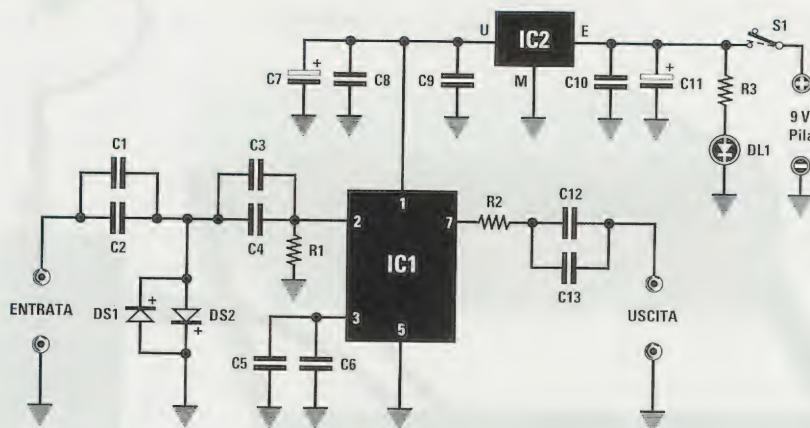 S1
U
IC2
E
C7
+
C8
C9
M
C10
+
C11
R3
9 V
DL1
C1
C3
C2
C4
R1
2
1
7
IC1
R2
C12
C13
ENTRATA
DS1
+
DS2
+
3
5
C5
C6
USCITA